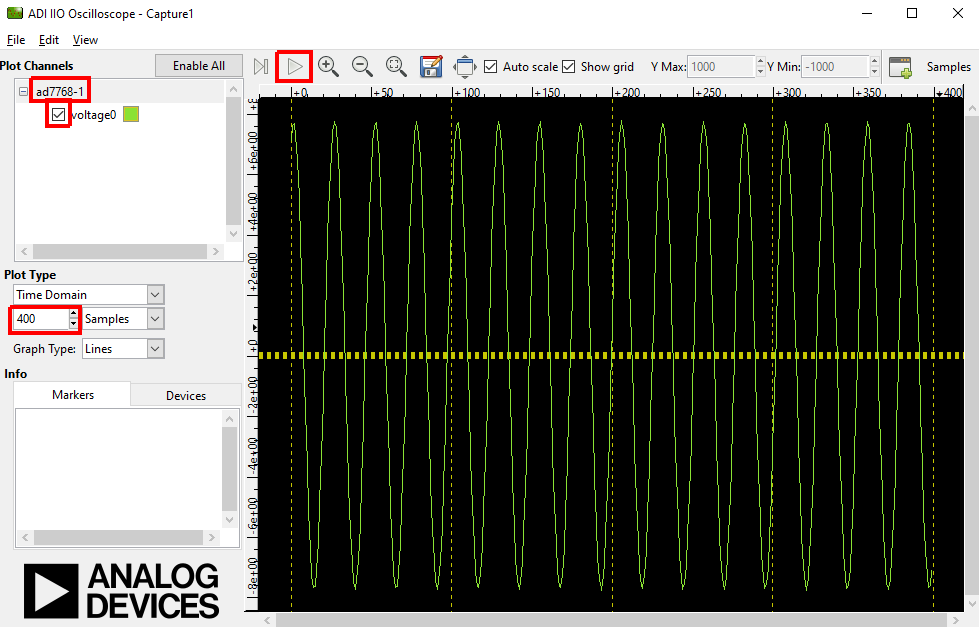 ADI IIO Oscilloscope - Capture1
File Edit View
Plot Channels
Enable All
Auto scale Show grid Y Max: 1000 Y Min: -1000 Samples
ad7768-1
voltage0
+0 +50 +100 +150 +200 +250 +300 +350 +400
+6e+00
+4e+00
+2e+00
+0
-2e+00
-4e+00
-6e+00
-8e+00
Plot Type
Time Domain
400 Samples
Graph Type: Lines
Info
Markers Devices
ANALOG
DEVICES